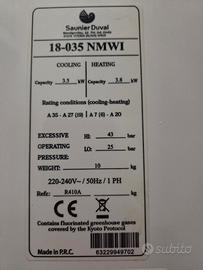 Saunier Duval
18-035 NMWI
COOLING HEATING
Capacity 3.5 kW Capacity 3.8 kW
Rating conditions (cooling-heating)
A 35 - A 27 (19) A 7 (6) - A 20
EXCESSIVE HI: 43 bar
OPERATING LO: 25 bar
PRESSURE:
WEIGHT: 10 kg
220-240V~ / 50Hz / 1 PH
Refr: R410A
CE
Contains fluorinated greenhouse gases
covered by the Kyoto Protocol
Made in P.R.C. 63229949702
subito